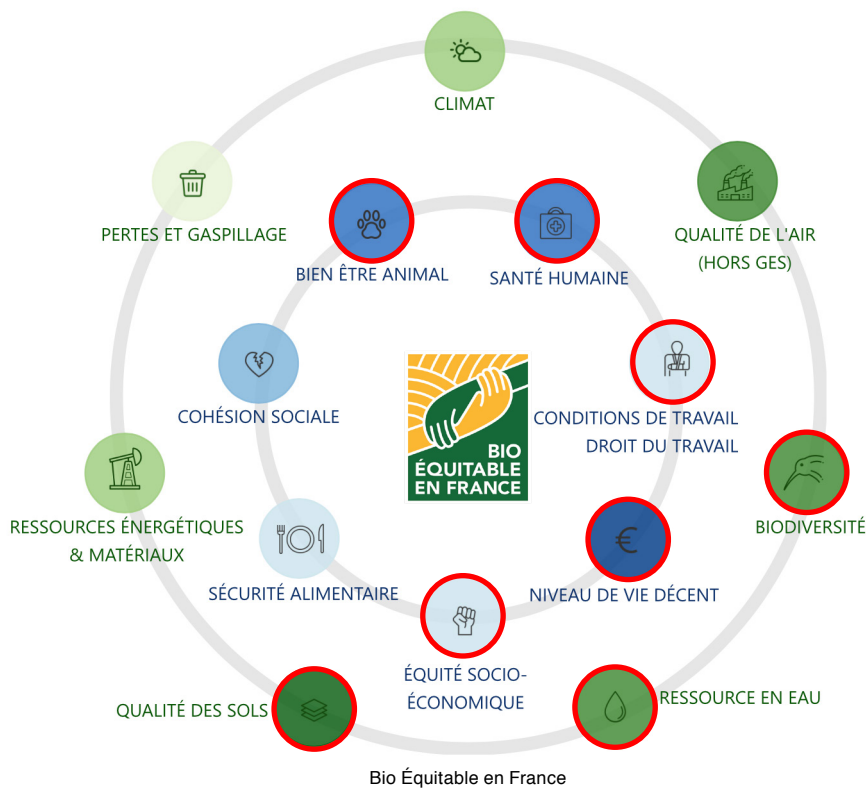 CLIMAT
PERTES ET GASPILLAGE
QUALITÉ DE L'AIR
(HORS GES)
BIEN ÊTRE ANIMAL
SANTÉ HUMAINE
COHÉSION SOCIALE
CONDITIONS DE TRAVAIL
DROIT DU TRAVAIL
BIO
ÉQUITABLE
EN FRANCE
RESSOURCES ÉNERGÉTIQUES
& MATÉRIAUX
BIODIVERSITÉ
SÉCURITÉ ALIMENTAIRE
€
NIVEAU DE VIE DÉCENT
ÉQUITÉ SOCIO-
ÉCONOMIQUE
QUALITÉ DES SOLS
RESSOURCE EN EAU
Bio Équitable en France